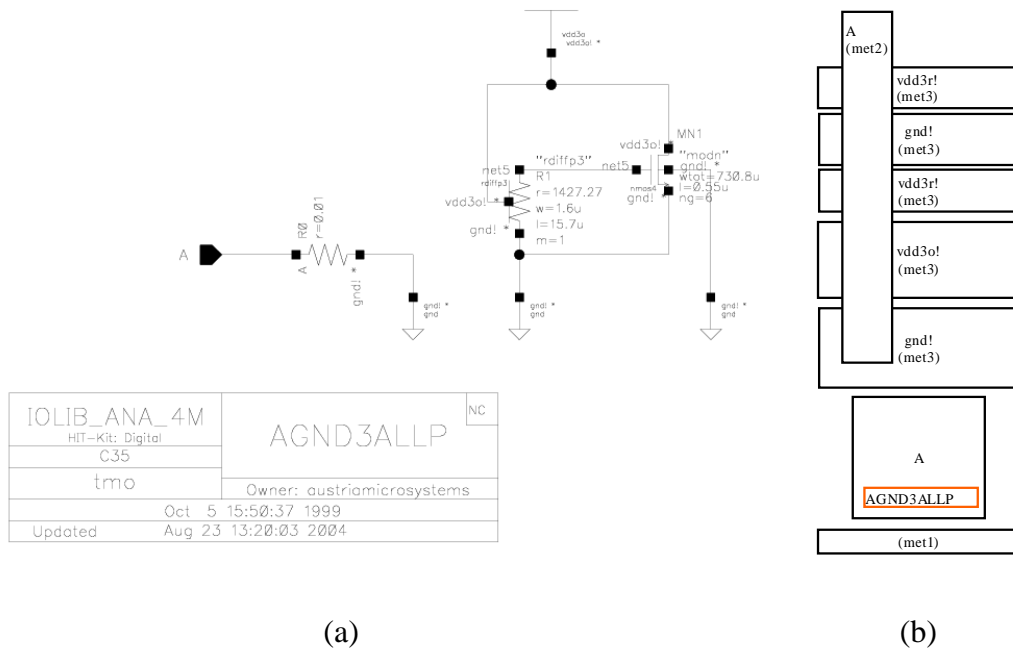 vdd3o
vdd3o! *
vdd3o! *
MN1
"modn"
gnd! *
wtot=730.8u
l=0.55u
ng=6
nmos4
gnd! *
net5
"rdiffp3"
net5
R1
rdiffp3
r=1427.27
vdd3o! *
w=1.6u
l=15.7u
gnd! *
m=1
A
R0
r=0.01
A
gnd! *
gnd! *
gnd
gnd! *
gnd
gnd! *
gnd
IOLIB_ANA_4M
HIT-Kit: Digital
C35
tmo
AGND3ALLP
NC
Owner: austriamicrosystems
Oct 5 15:50:37 1999
Updated Aug 23 13:20:03 2004
(a)
A
(met2)
vdd3r!
(met3)
gnd!
(met3)
vdd3r!
(met3)
vdd3o!
(met3)
gnd!
(met3)
A
AGND3ALLP
(met1)
(b)